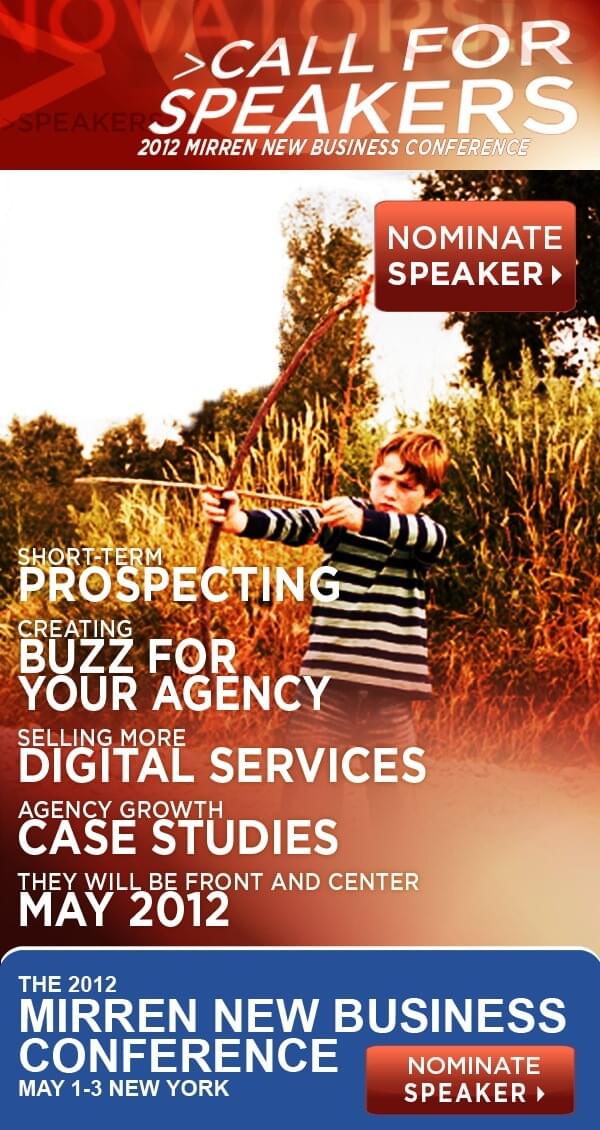 NOVATORS!!
>CALL FOR
>SPEAKERS
SPEAKERS
2012 MIRREN NEW BUSINESS CONFERENCE
NOMINATE
SPEAKER
SHORT-TERM
PROSPECTING
CREATING
BUZZ FOR
YOUR AGENCY
SELLING MORE
DIGITAL SERVICES
AGENCY GROWTH
CASE STUDIES
THEY WILL BE FRONT AND CENTER
MAY 2012
THE 2012
MIRREN NEW BUSINESS
CONFERENCE
MAY 1-3 NEW YORK
NOMINATE
SPEAKER